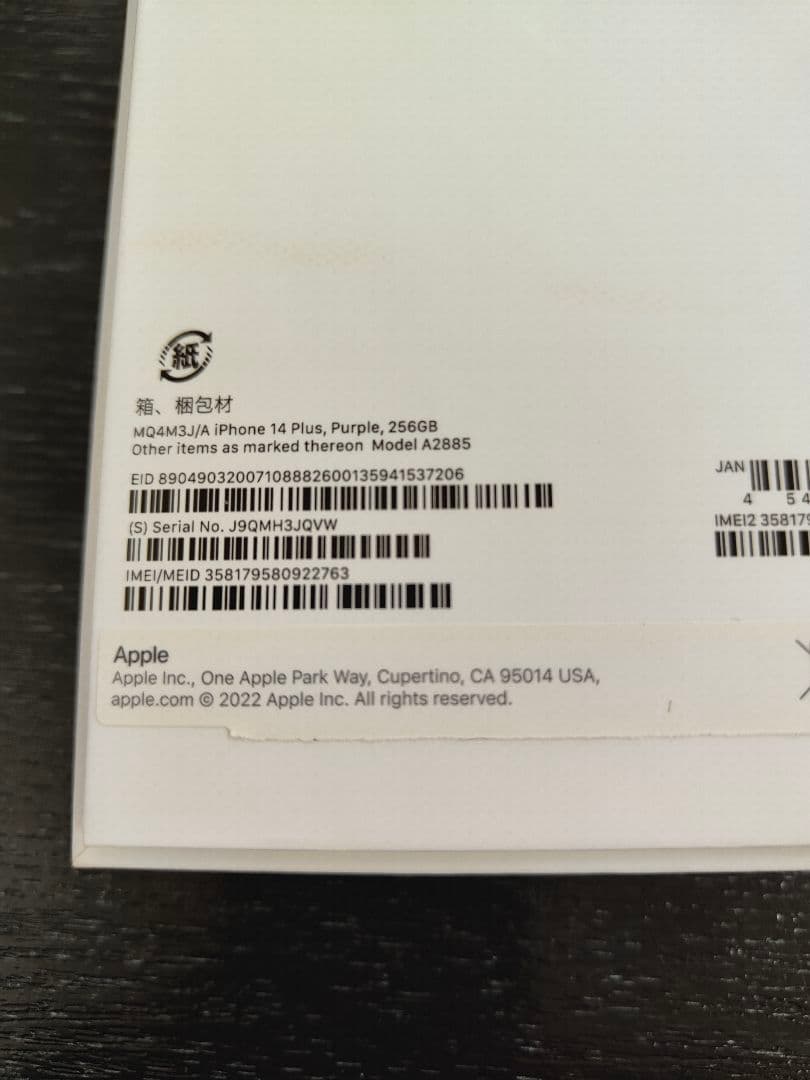 紙
箱、梱包材
MQ4M3J/A iPhone 14 Plus, Purple, 256GB
Other items as marked thereon Model A2885
EID 89049032007108882600135941537206
(S) Serial No. J9QMH3JQVW
IMEI/MEID 358179580922763
JAN
4 54
IMEI2 358179
Apple
Apple Inc., One Apple Park Way, Cupertino, CA 95014 USA,
apple.com © 2022 Apple Inc. All rights reserved.